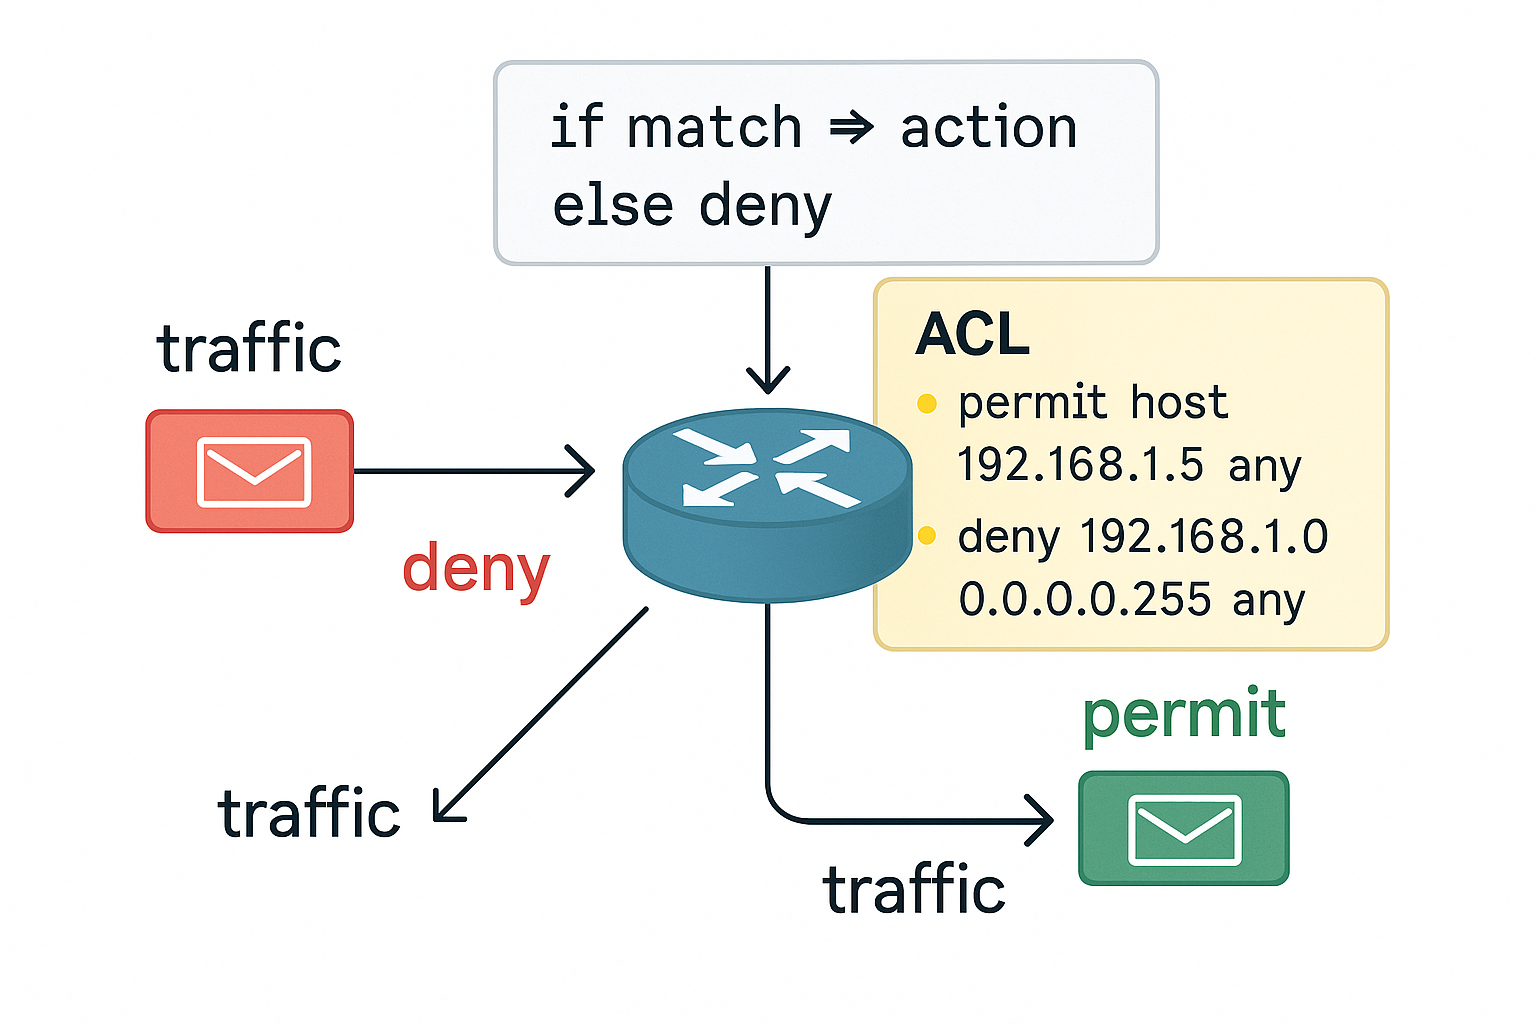 if match ⇒ action
else deny
traffic
deny
ACL
• permit host
192.168.1.5 any
• deny 192.168.1.0
0.0.0.0.255 any
permit
traffic
traffic